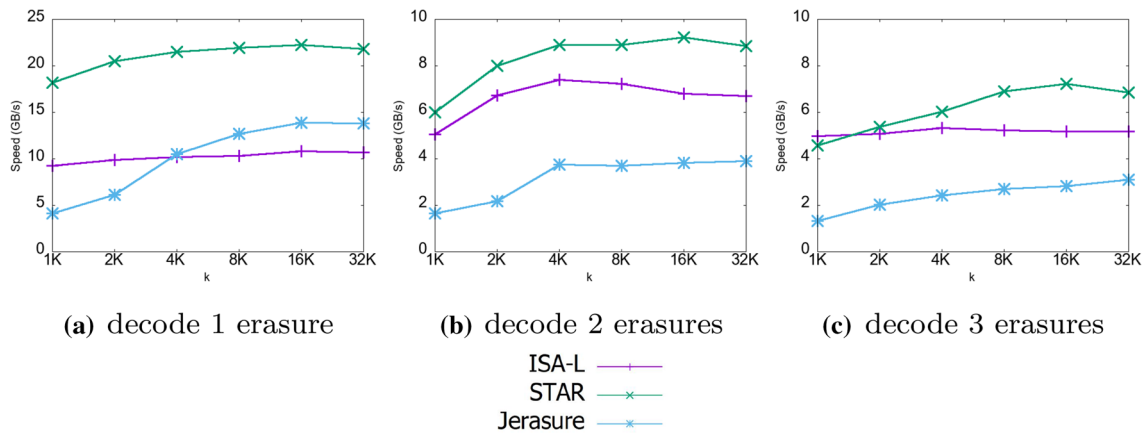 25
20
15
10
5
0
Speed (GB/s)
1K 2K 4K 8K 16K 32K
k
(a) decode 1 erasure
10
8
6
4
2
0
Speed (GB/s)
1K 2K 4K 8K 16K 32K
k
(b) decode 2 erasures
10
8
6
4
2
0
Speed (GB/s)
1K 2K 4K 8K 16K 32K
k
(c) decode 3 erasures
ISA-L
STAR
Jerasure